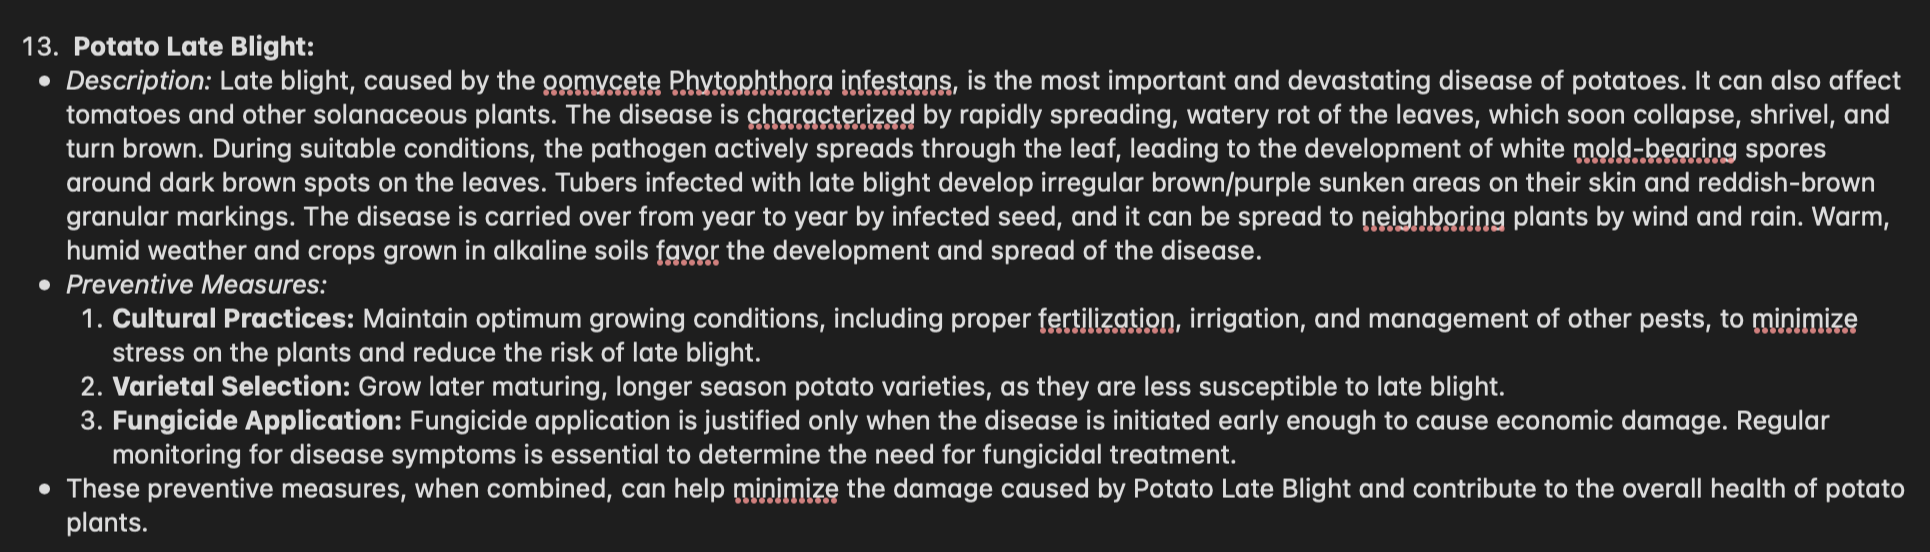 13. Potato Late Blight:
• Description: Late blight, caused by the oomycete Phytophthora infestans, is the most important and devastating disease of potatoes. It can also affect
tomatoes and other solanaceous plants. The disease is characterized by rapidly spreading, watery rot of the leaves, which soon collapse, shrivel, and
turn brown. During suitable conditions, the pathogen actively spreads through the leaf, leading to the development of white mold-bearing spores
around dark brown spots on the leaves. Tubers infected with late blight develop irregular brown/purple sunken areas on their skin and reddish-brown
granular markings. The disease is carried over from year to year by infected seed, and it can be spread to neighboring plants by wind and rain. Warm,
humid weather and crops grown in alkaline soils favor the development and spread of the disease.
• Preventive Measures:
1. Cultural Practices: Maintain optimum growing conditions, including proper fertilization, irrigation, and management of other pests, to minimize
stress on the plants and reduce the risk of late blight.
2. Varietal Selection: Grow later maturing, longer season potato varieties, as they are less susceptible to late blight.
3. Fungicide Application: Fungicide application is justified only when the disease is initiated early enough to cause economic damage. Regular
monitoring for disease symptoms is essential to determine the need for fungicidal treatment.
• These preventive measures, when combined, can help minimize the damage caused by Potato Late Blight and contribute to the overall health of potato
plants.